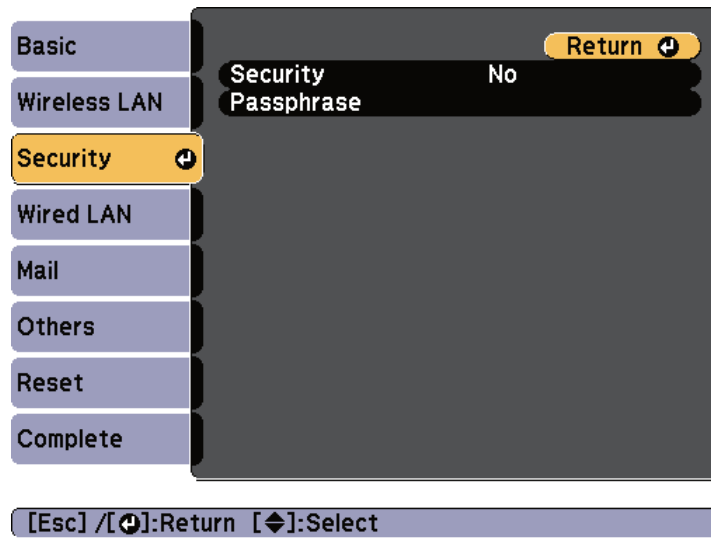 Basic
Wireless LAN
Security
Wired LAN
Mail
Others
Reset
Complete
Return
Security No
Passphrase
[Esc] /[⏎]:Return [◆]:Select